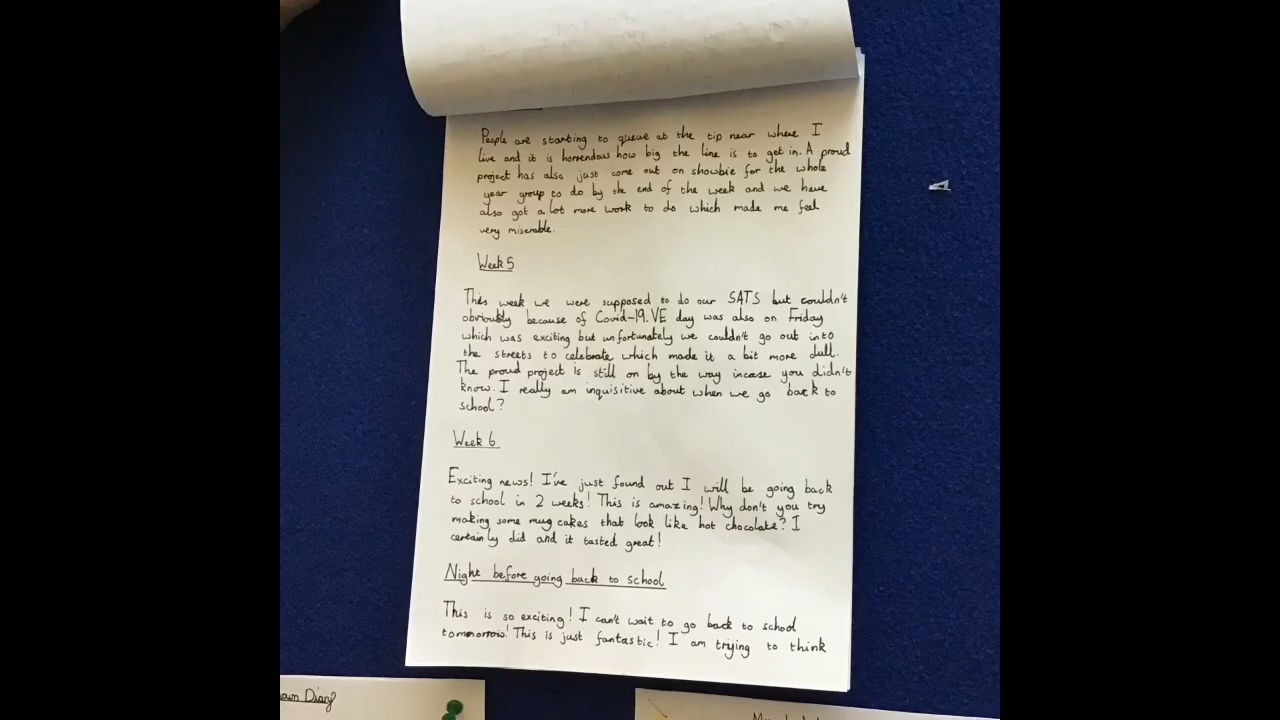 People are starting to queue at the tip near where I
live and it is horrendous how big the line is to get in. A proud
project has also just come out on showbie for the whole
year group to do by the end of the week and we have
also got a lot more work to do which made me feel
very miserable.
Week 5
This week we were supposed to do our SATS but couldn't
obviously because of Covid-19. VE day was also on Friday
which was exciting but unfortunately we couldn't go out into
the streets to celebrate which made it a bit more dull.
The proud project is still on by the way incase you didn't
know. I really am inquisitive about when we go back to
school?
Week 6
Exciting news! I've just found out I will be going back
to school in 2 weeks! This is amazing! Why don't you try
making some mug cakes that look like hot chocolate? I
certainly did and it tasted great!
Night before going back to school
This is so exciting! I can't wait to go back to school
tomorrow! This is just fantastic! I am trying to think
Diary